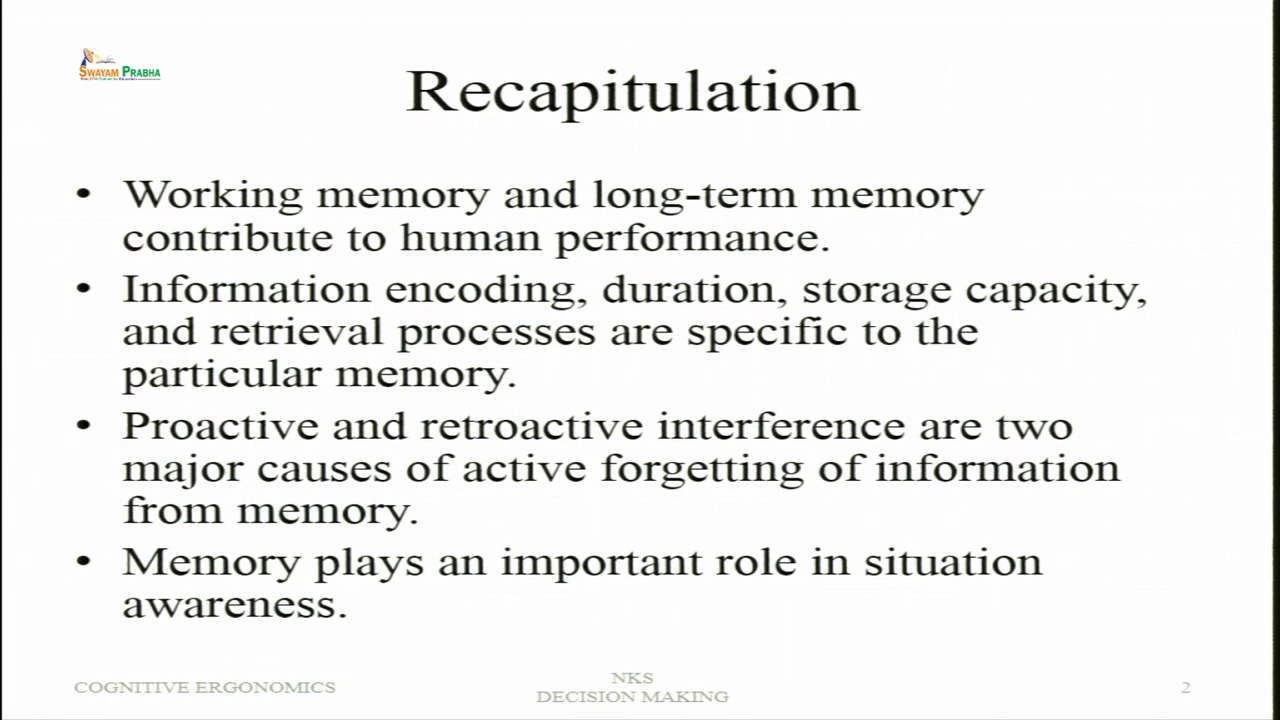 SWAYAM PRABHA
Recapitulation
• Working memory and long-term memory
contribute to human performance.
• Information encoding, duration, storage capacity,
and retrieval processes are specific to the
particular memory.
• Proactive and retroactive interference are two
major causes of active forgetting of information
from memory.
• Memory plays an important role in situation
awareness.
COGNITIVE ERGONOMICS
NKS
DECISION MAKING
2